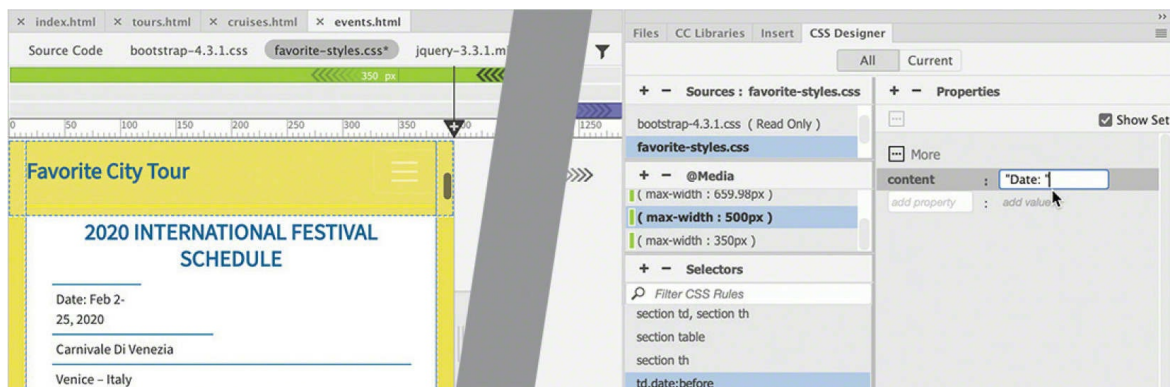 × index.html × tours.html × cruises.html × events.html
Source Code bootstrap-4.3.1.css favorite-styles.css* jquery-3.3.1.m
350 px
0 50 100 150 200 250 300 350 1250
Favorite City Tour
2020 INTERNATIONAL FESTIVAL
SCHEDULE
Date: Feb 2-
25, 2020
Carnivale Di Venezia
Venice – Italy
Files CC Libraries Insert CSS Designer
All Current
+ − Sources : favorite-styles.css
bootstrap-4.3.1.css ( Read Only )
favorite-styles.css
+ − @Media
( max-width : 659.98px )
( max-width : 500px )
( max-width : 350px )
+ − Selectors
Filter CSS Rules
section td, section th
section table
section th
td.date:before
+ − Properties
Show Set
More
content : "Date: "
add property : add value